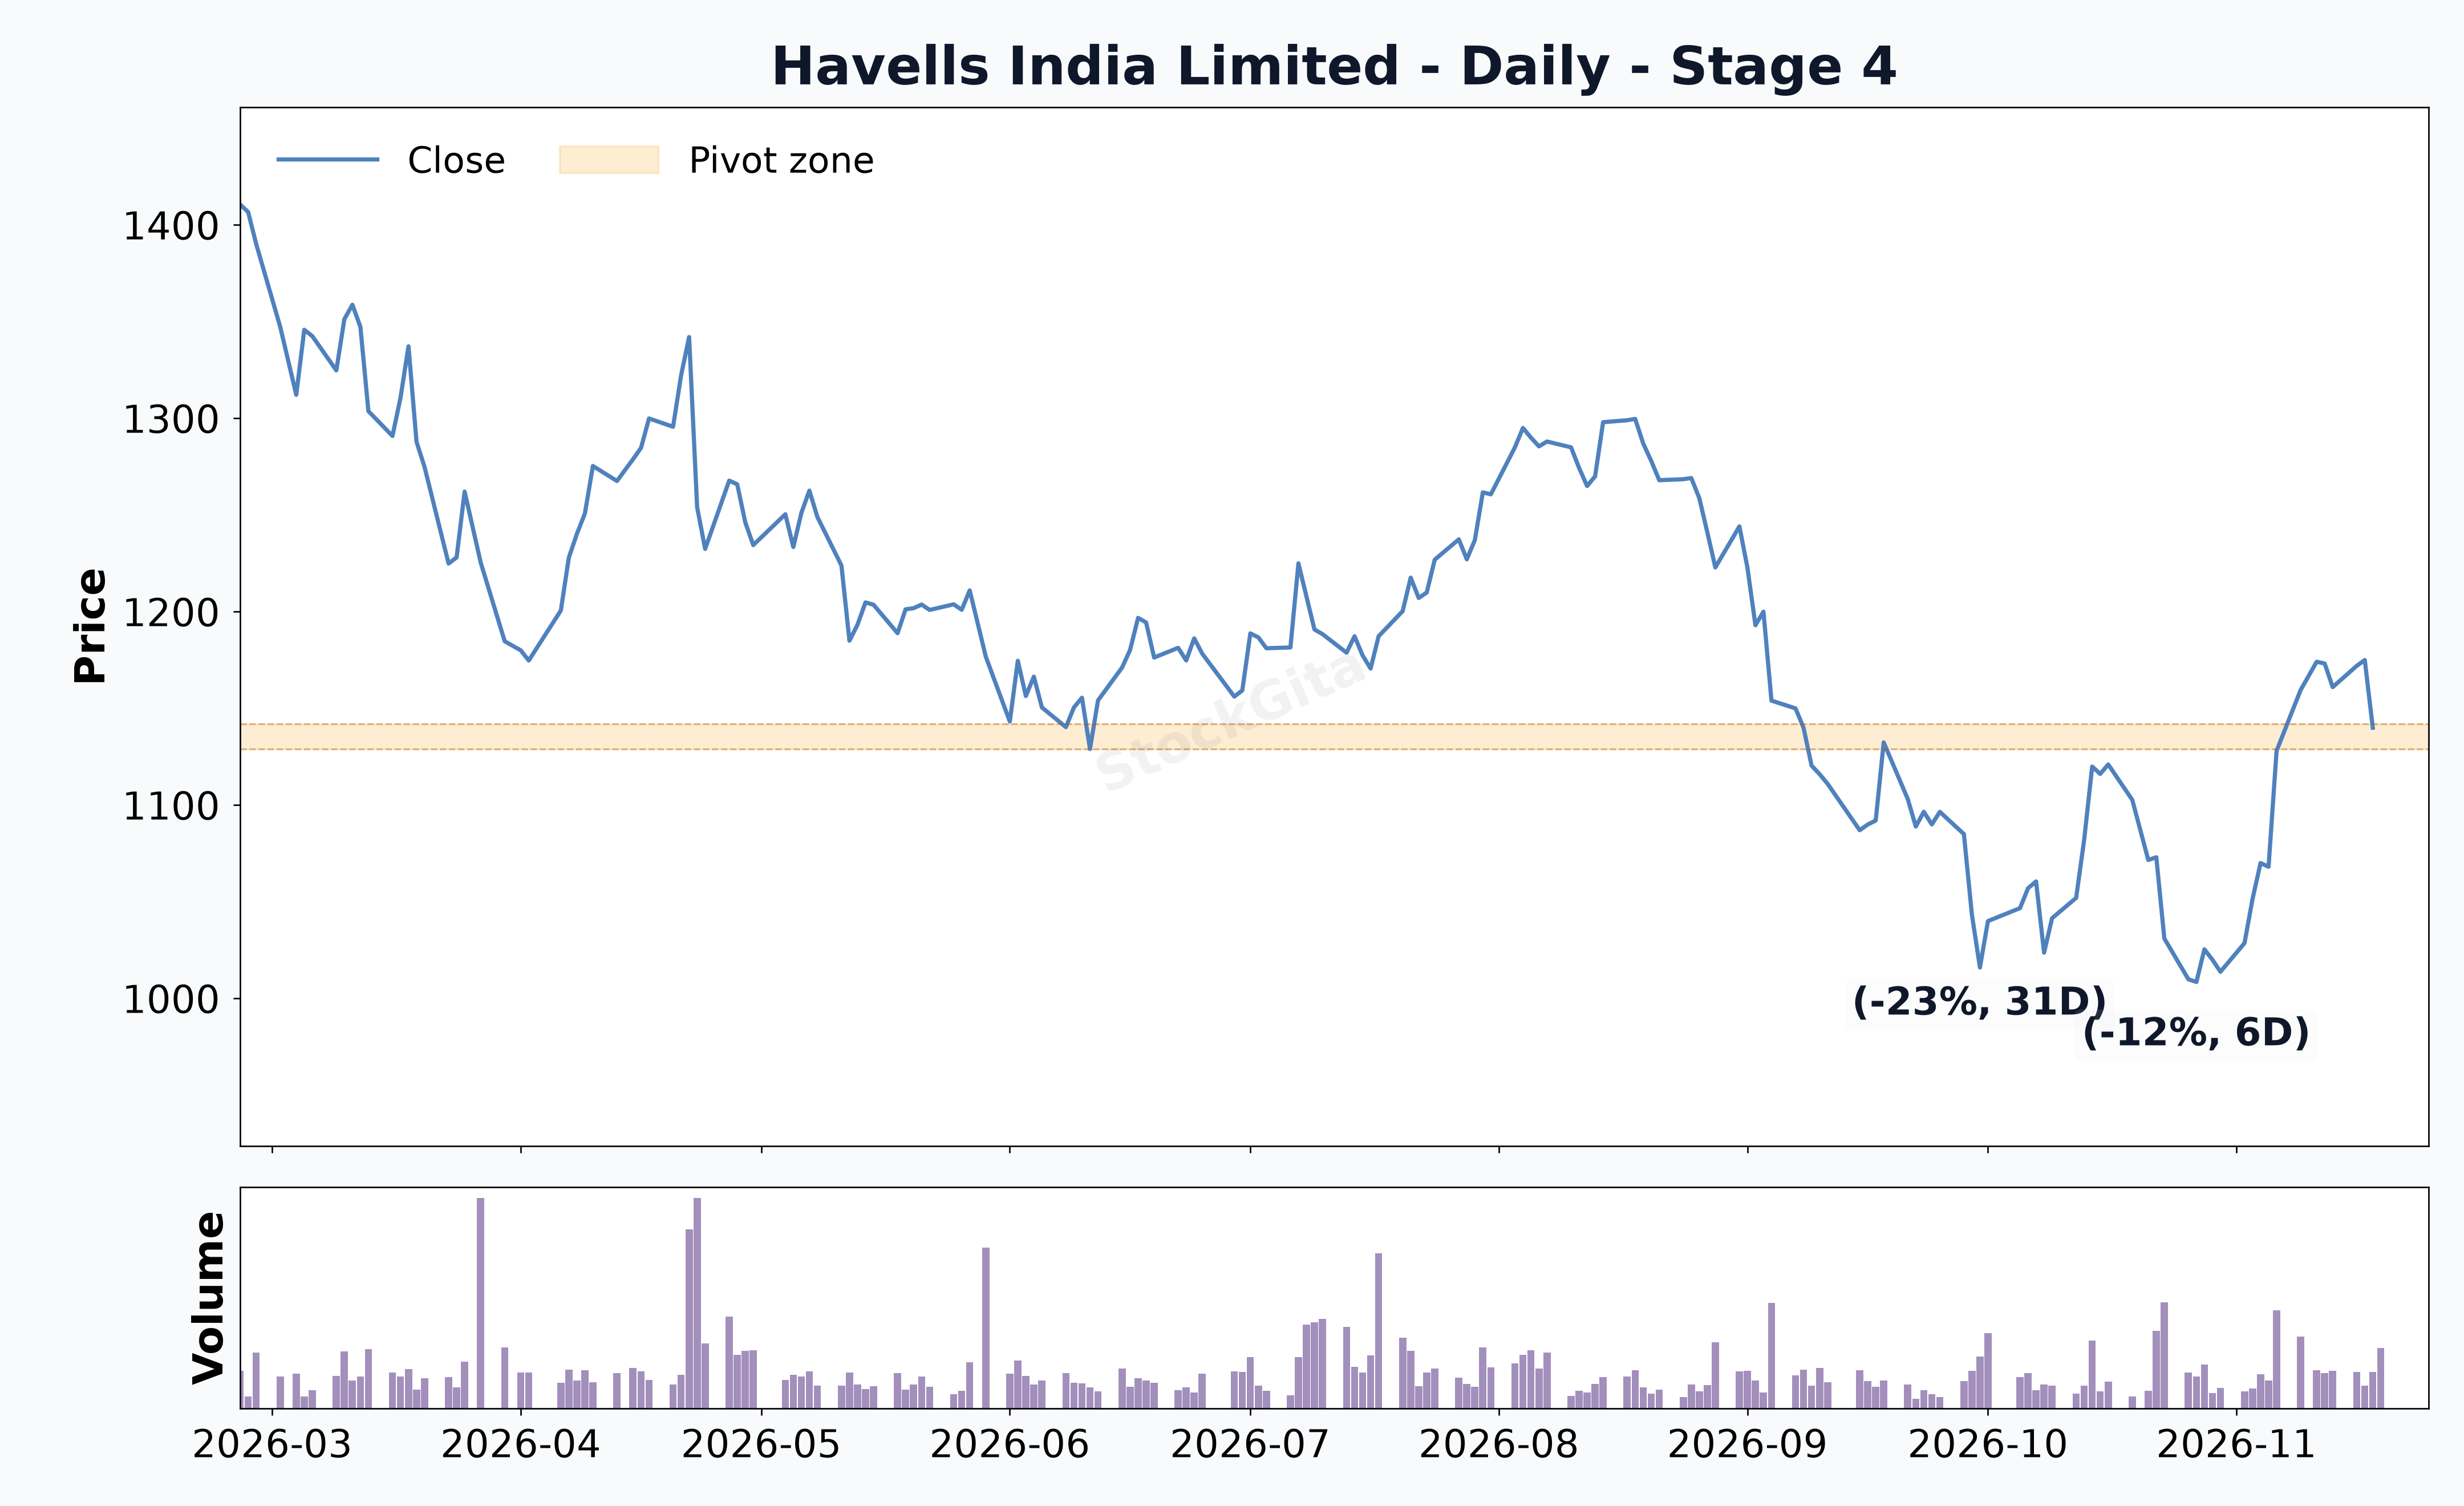 Havells India Limited - Daily - Stage 4
Close
Pivot zone
1400
1300
1200
1100
1000
Price
StockGita
(-23%, 31D)
(-12%, 6D)
Volume
2026-03
2026-04
2026-05
2026-06
2026-07
2026-08
2026-09
2026-10
2026-11